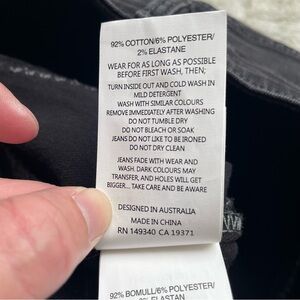 92% COTTON/6% POLYESTER/
2% ELASTANE
WEAR FOR AS LONG AS POSSIBLE
BEFORE FIRST WASH, THEN;
TURN INSIDE OUT AND COLD WASH IN
MILD DETERGENT
WASH WITH SIMILAR COLOURS
REMOVE IMMEDIATELY AFTER WASHING
DO NOT TUMBLE DRY
DO NOT BLEACH OR SOAK
JEANS DO NOT LIKE TO BE IRONED
DO NOT DRY CLEAN
JEANS FADE WITH WEAR AND
WASH. DARK COLOURS MAY
TRANSFER, AND HOLES WILL GET
BIGGER... TAKE CARE AND BE AWARE
DESIGNED IN AUSTRALIA
MADE IN CHINA
RN 149340 CA 19371
92% BOMULL/6% POLYESTER/
2% ELASTAN